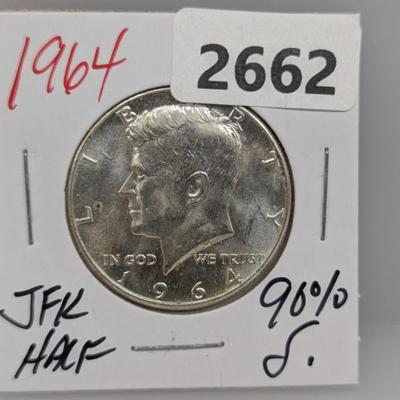 1964
2662
LIBERTY
IN GOD WE TRUST
1964
JFK
HALF
90%
S.